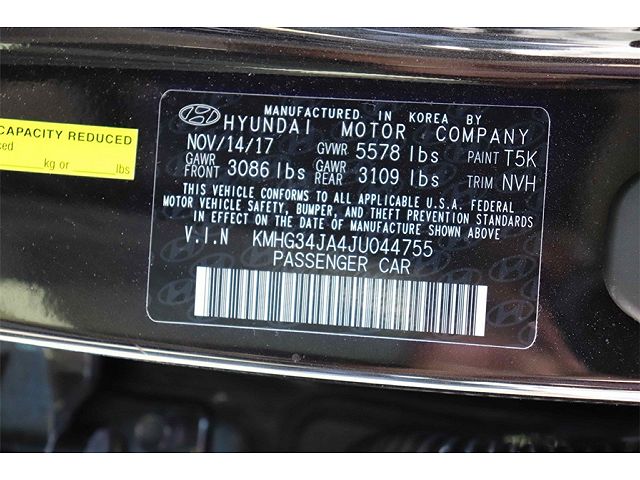 CAPACITY REDUCED
kg or lbs
MANUFACTURED IN KOREA BY
HYUNDAI MOTOR COMPANY
NOV/14/17 GVWR 5578 lbs PAINT T5K
GAWR FRONT 3086 lbs GAWR REAR 3109 lbs TRIM NVH
THIS VEHICLE CONFORMS TO ALL APPLICABLE U.S.A. FEDERAL
MOTOR VEHICLE SAFETY, BUMPER, AND THEFT PREVENTION STANDARDS
IN EFFECT ON THE DATE OF MANUFACTURE SHOWN ABOVE.
V.I.N KMHG34JA4JU044755
PASSENGER CAR